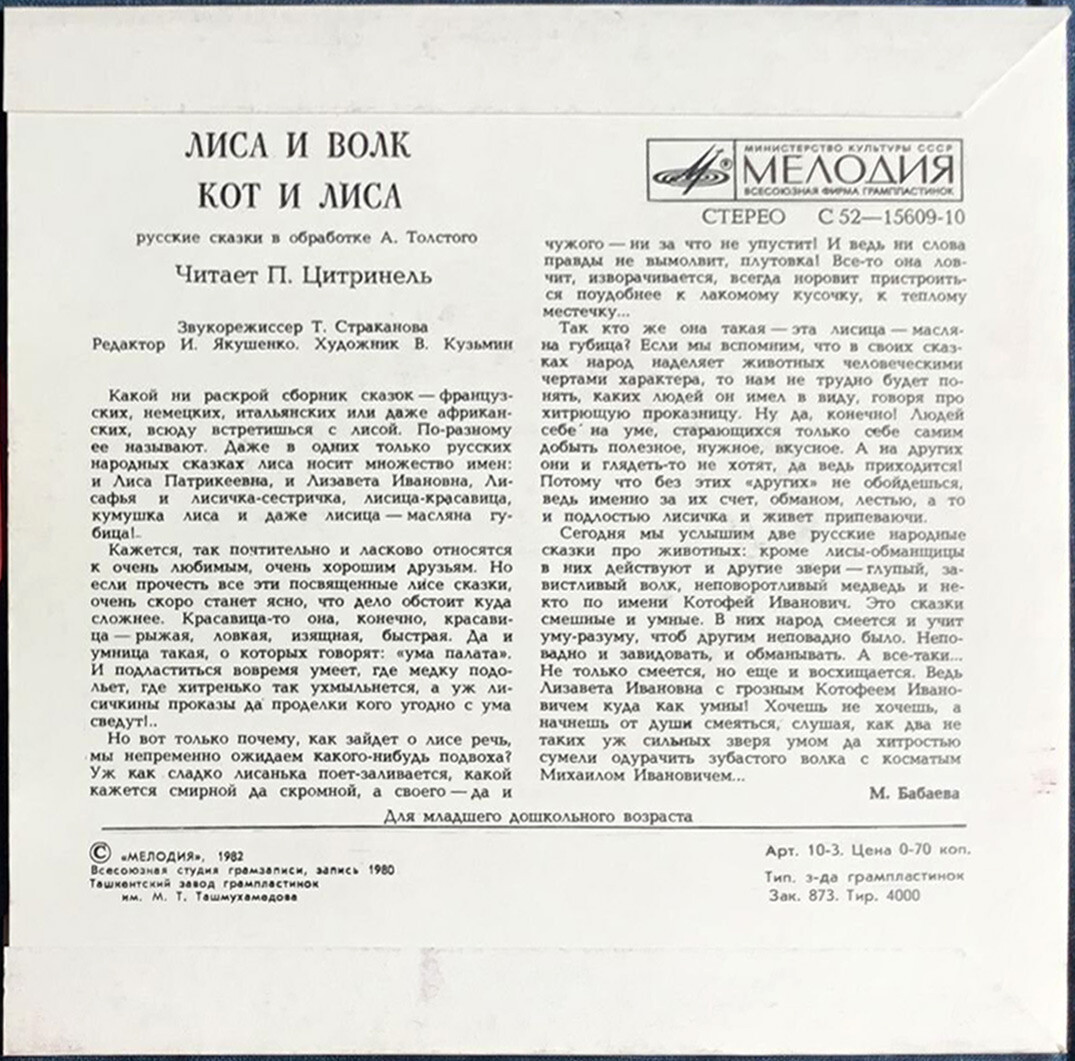 ЛИСА И ВОЛК
КОТ И ЛИСА
русские сказки в обработке А. Толстого
Читает П. Цитринель
Звукорежиссер Т. Страканова
Редактор И. Якушенко. Художник В. Кузьмин
Какой ни раскрой сборник сказок — француз-
ских, немецких, итальянских или даже африкан-
ских, всюду встретишься с лисой. По-разному
ее называют. Даже в одних только русских
народных сказках лиса носит множество имен:
и Лиса Патрикеевна, и Лизавета Ивановна, Ли-
сафья и лисичка-сестричка, лисица-красавица,
кумушка лиса и даже лисица — масляна гу-
бица!..
Кажется, так почтительно и ласково относятся
к очень любимым, очень хорошим друзьям. Но
если прочесть все эти посвященные лисе сказки,
очень скоро станет ясно, что дело обстоит куда
сложнее. Красавица-то она, конечно, красави-
ца — рыжая, ловкая, изящная, быстрая. Да и
умница такая, о которых говорят: «ума палата».
И подластиться вовремя умеет, где медку подо-
льет, где хитренько так ухмыльнется, а уж ли-
сичкины проказы да проделки кого угодно с ума
сведут!..
Но вот только почему, как зайдет о лисе речь,
мы непременно ожидаем какого-нибудь подвоха?
Уж как сладко лисанька поет-заливается, какой
кажется смирной да скромной, а своего — да и
МИНИСТЕРСТВО КУЛЬТУРЫ СССР
МЕЛОДИЯ
ВСЕСОЮЗНАЯ ФИРМА ГРАМПЛАСТИНОК
СТЕРЕО С 52—15609-10
чужого — ни за что не упустит! И ведь ни слова
правды не вымолвит, плутовка! Все-то она лов-
чит, изворачивается, всегда норовит пристроить-
ся поудобнее к лакомому кусочку, к теплому
местечку...
Так кто же она такая — эта лисица — масля-
на губица? Если мы вспомним, что в своих сказ-
ках народ наделяет животных человеческими
чертами характера, то нам не трудно будет по-
нять, каких людей он имел в виду, говоря про
хитрющую проказницу. Ну да, конечно! Людей
себе на уме, старающихся только себе самим
добыть полезное, нужное, вкусное. А на других
они и глядеть-то не хотят, да ведь приходится!
Потому что без этих «других» не обойдешься,
ведь именно за их счет, обманом, лестью, а то
и подлостью лисичка и живет припеваючи.
Сегодня мы услышим две русские народные
сказки про животных: кроме лисы-обманщицы
в них действуют и другие звери — глупый, за-
вистливый волк, неповоротливый медведь и не-
кто по имени Котофей Иванович. Это сказки
смешные и умные. В них народ смеется и учит
уму-разуму, чтоб другим неповадно было. Непо-
вадно и завидовать, и обманывать. А все-таки...
Не только смеется, но еще и восхищается. Ведь
Лизавета Ивановна с грозным Котофеем Ивано-
вичем куда как умны! Хочешь не хочешь, а
начнешь от души смеяться, слушая, как два не
таких уж сильных зверя умом да хитростью
сумели одурачить зубастого волка с косматым
Михаилом Ивановичем...
М. Бабаева
Для младшего дошкольного возраста
© «МЕЛОДИЯ», 1982
Всесоюзная студия грамзаписи, запись 1980
Ташкентский завод грампластинок
им. М. Т. Ташмухамедова
Арт. 10-3. Цена 0-70 коп.
Тип. з-да грампластинок
Зак. 873. Тир. 4000